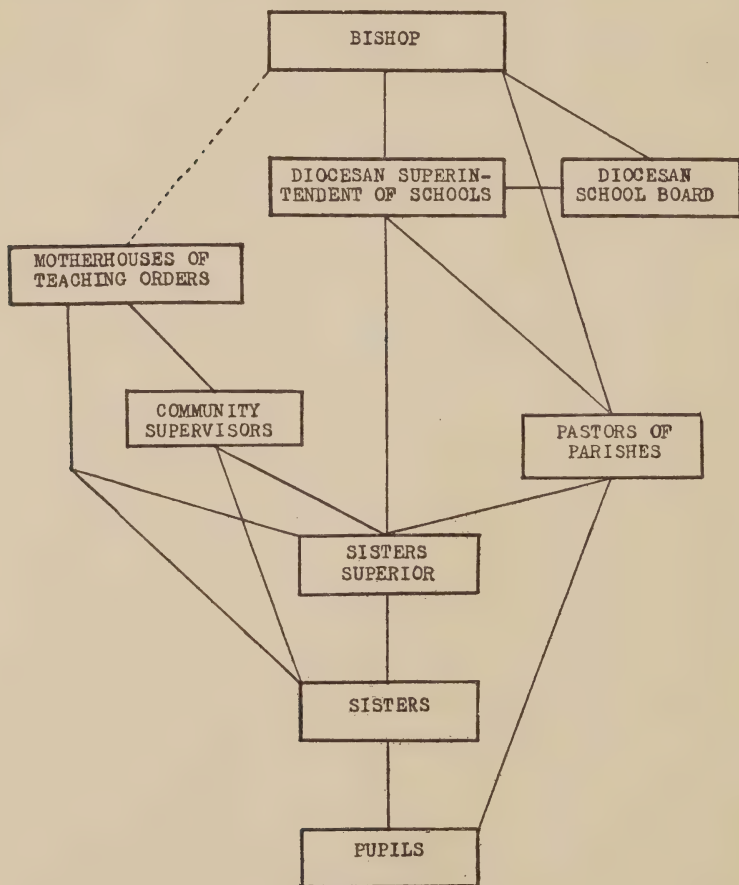 BISHOP
DIOCESAN SUPERIN-
TENDENT OF SCHOOLS
DIOCESAN
SCHOOL BOARD
MOTHERHOUSES OF
TEACHING ORDERS
COMMUNITY
SUPERVISORS
PASTORS OF
PARISHES
SISTERS
SUPERIOR
SISTERS
PUPILS